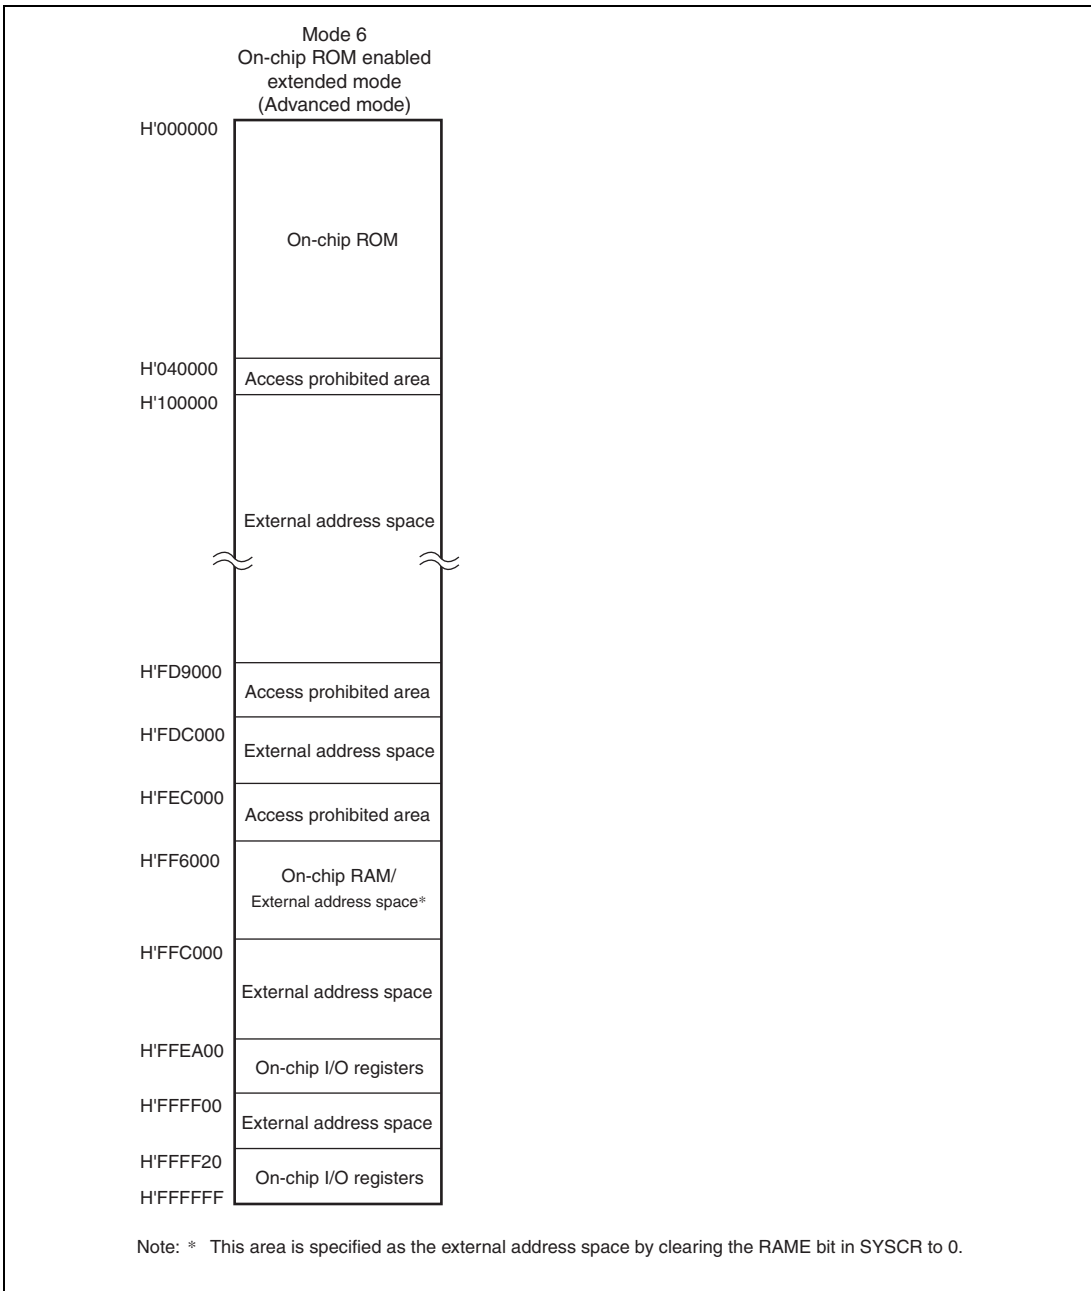 Mode 6
On-chip ROM enabled
extended mode
(Advanced mode)
H'000000
On-chip ROM
H'040000
Access prohibited area
H'100000
External address space
H'FD9000
Access prohibited area
H'FDC000
External address space
H'FEC000
Access prohibited area
H'FF6000
On-chip RAM/
External address space*
H'FFC000
External address space
H'FFEA00
On-chip I/O registers
H'FFFF00
External address space
H'FFFF20
On-chip I/O registers
H'FFFFFF
Note: * This area is specified as the external address space by clearing the RAME bit in SYSCR to 0.